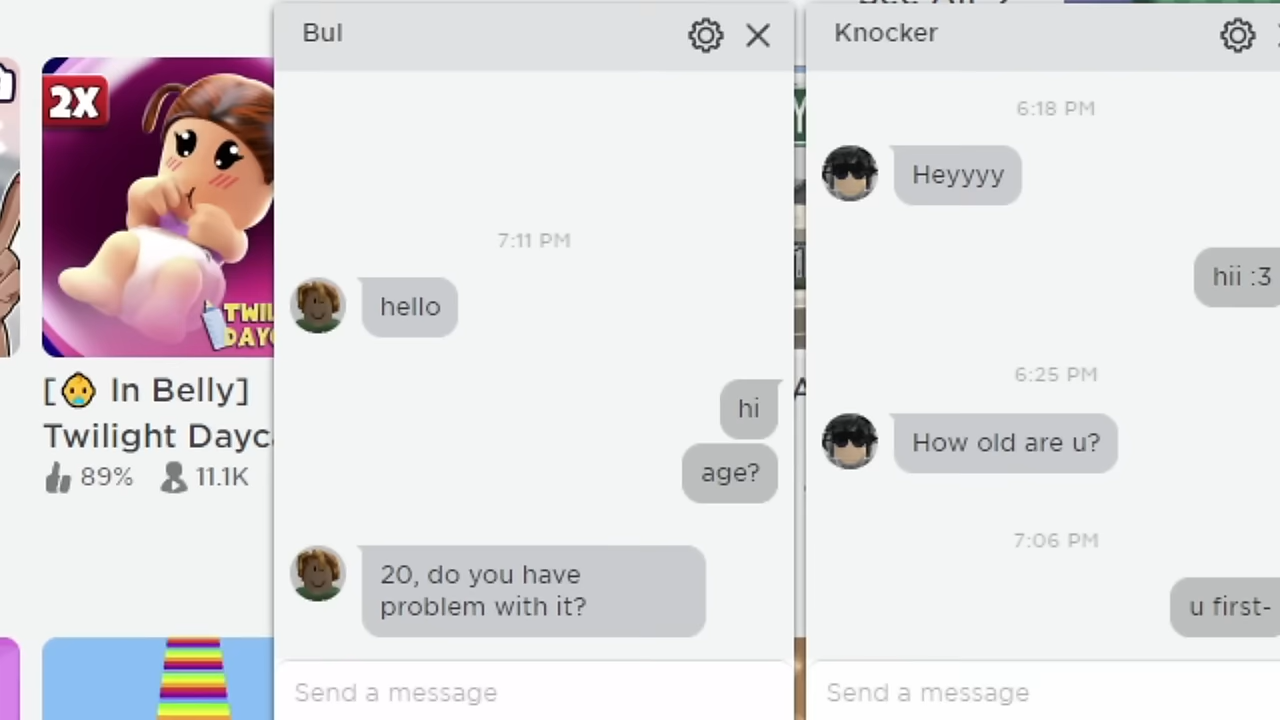 Bul
Knocker
2X
6:18 PM
Heyyyy
7:11 PM
hii :3
hello
TWIL
DAY
6:25 PM
[👶 In Belly]
hi
Twilight Dayc
How old are u?
89% 11.1K
age?
7:06 PM
20, do you have
problem with it?
u first-
Send a message
Send a message